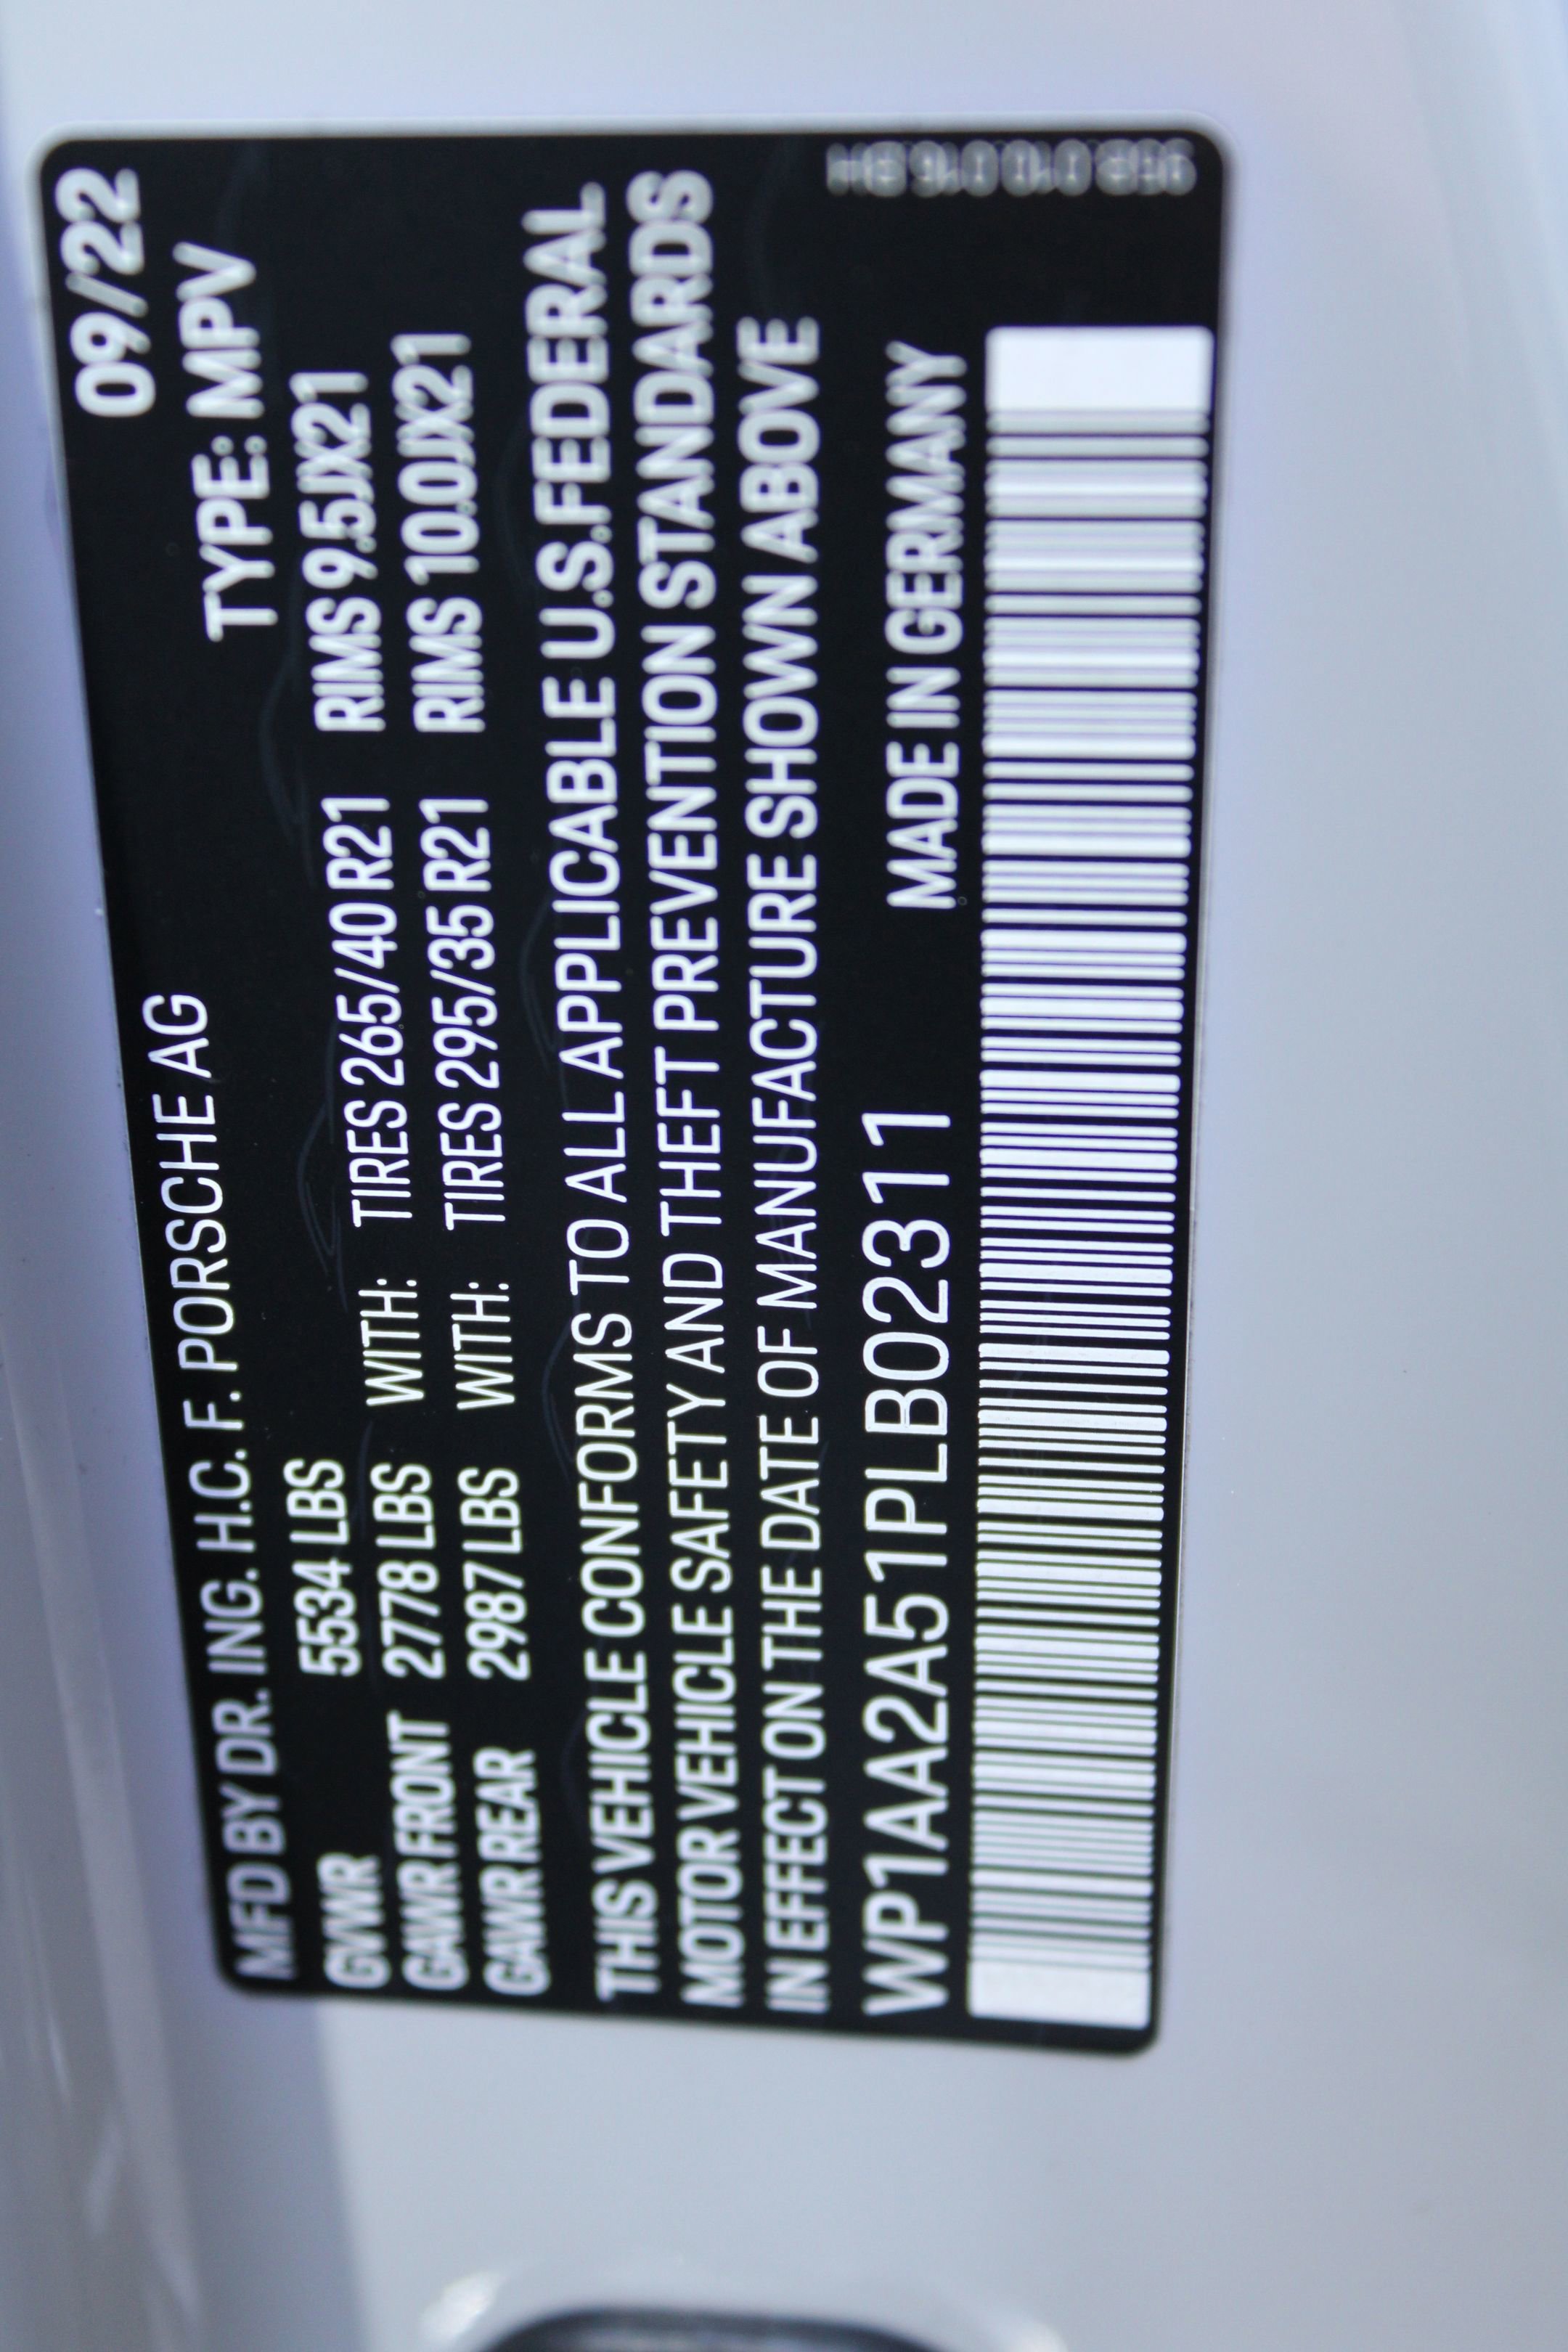 09/22
MFD BY DR. ING. H.C. F. PORSCHE AG TYPE: MPV
GVWR 5534 LBS
GAWR FRONT 2778 LBS WITH: TIRES 265/40 R21 RIMS 9.5JX21
GAWR REAR 2987 LBS WITH: TIRES 295/35 R21 RIMS 10.0JX21
THIS VEHICLE CONFORMS TO ALL APPLICABLE U.S.FEDERAL
MOTOR VEHICLE SAFETY AND THEFT PREVENTION STANDARDS
IN EFFECT ON THE DATE OF MANUFACTURE SHOWN ABOVE
WP1AA2A51PLB02311 MADE IN GERMANY